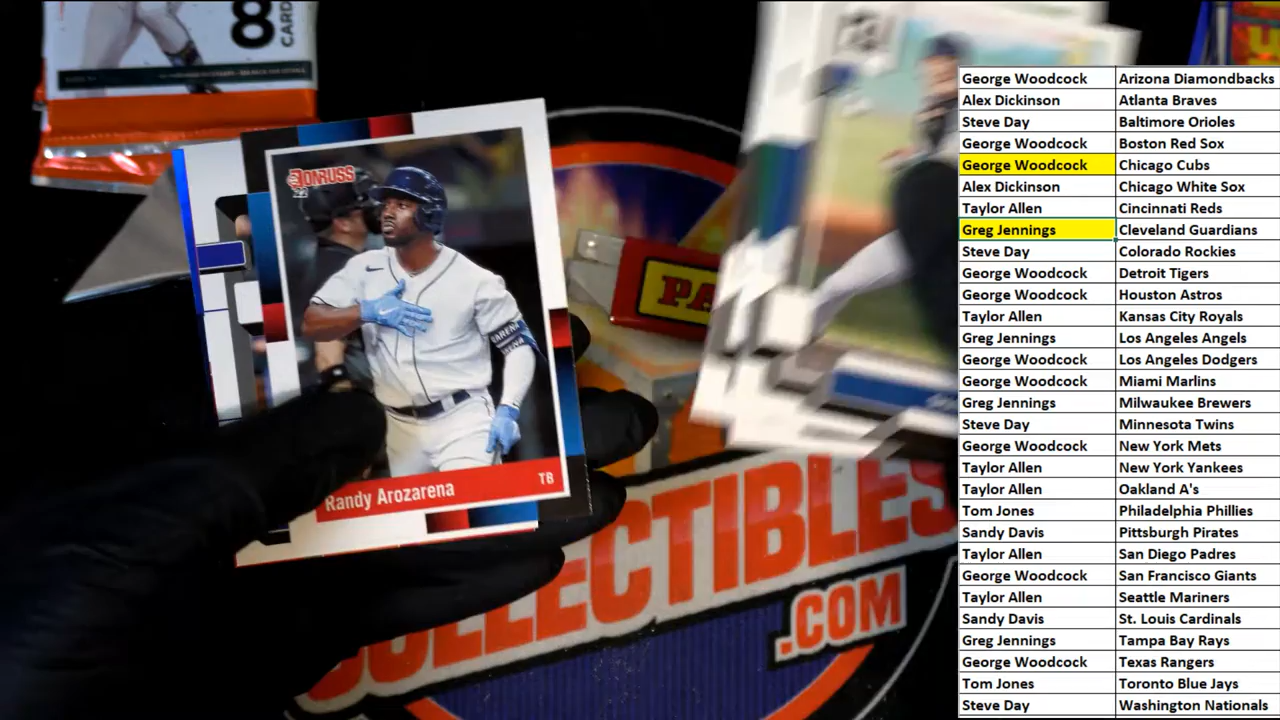 8
CARD
DONRUSS
22
Randy Arozarena
TB
PA
COLLECTIBLES
.COM
George Woodcock Arizona Diamondbacks
Alex Dickinson Atlanta Braves
Steve Day Baltimore Orioles
George Woodcock Boston Red Sox
George Woodcock Chicago Cubs
Alex Dickinson Chicago White Sox
Taylor Allen Cincinnati Reds
Greg Jennings Cleveland Guardians
Steve Day Colorado Rockies
George Woodcock Detroit Tigers
George Woodcock Houston Astros
Taylor Allen Kansas City Royals
Greg Jennings Los Angeles Angels
George Woodcock Los Angeles Dodgers
George Woodcock Miami Marlins
Greg Jennings Milwaukee Brewers
Steve Day Minnesota Twins
George Woodcock New York Mets
Taylor Allen New York Yankees
Taylor Allen Oakland A's
Tom Jones Philadelphia Phillies
Sandy Davis Pittsburgh Pirates
Taylor Allen San Diego Padres
George Woodcock San Francisco Giants
Taylor Allen Seattle Mariners
Sandy Davis St. Louis Cardinals
Greg Jennings Tampa Bay Rays
George Woodcock Texas Rangers
Tom Jones Toronto Blue Jays
Steve Day Washington Nationals